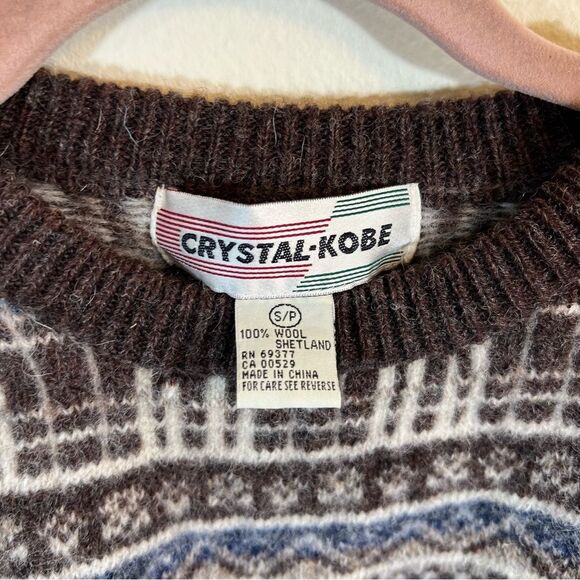 CRYSTAL-KOBE
S/P
100% WOOL
SHETLAND
RN 69377
CA 00529
MADE IN CHINA
FOR CARE SEE REVERSE